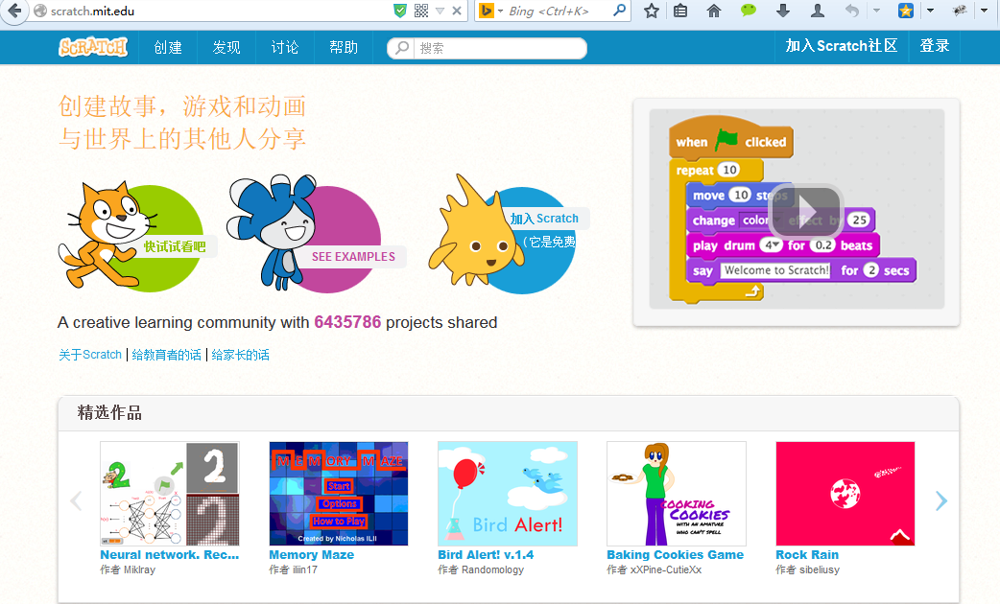 scratch.mit.edu
Bing <Ctrl+K>
SCRATCH 创建 发现 讨论 帮助 搜索 加入Scratch社区 登录
创建故事，游戏和动画
与世界上的其他人分享
快试试看吧
SEE EXAMPLES
加入 Scratch
（它是免费
when clicked
repeat 10
move 10 steps
change color effect by 25
play drum 4 for 0.2 beats
say Welcome to Scratch! for 2 secs
A creative learning community with 6435786 projects shared
关于Scratch | 给教育者的话 | 给家长的话
精选作品
MEMORY MAZE
Start
Options
How to Play
Created by Nicholas ILII
Bird Alert!
COOKING
COOKIES
WITH AN AMATURE
WHO CAN'T SPELL
Neural network. Rec...
作者 Miklray
Memory Maze
作者 iliin17
Bird Alert! v.1.4
作者 Randomology
Baking Cookies Game
作者 xXPine-CutieXx
Rock Rain
作者 sibeliusy